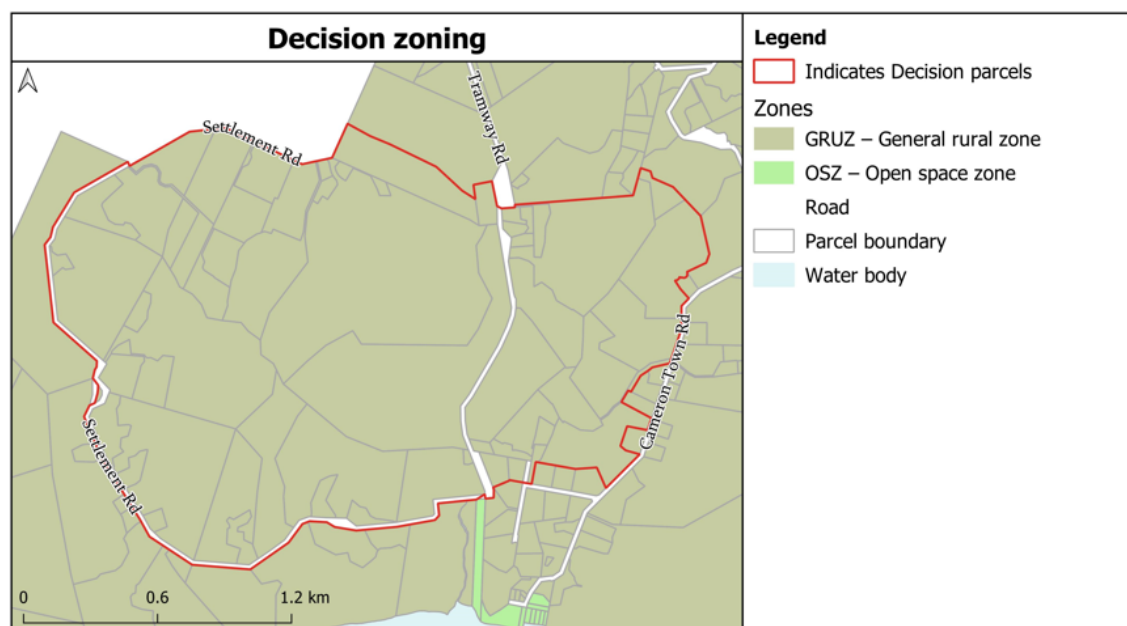 Decision zoning
Settlement Rd
Tramway Rd
Cameron Town Rd
Settlement Rd
0 0.6 1.2 km
Legend
Indicates Decision parcels
Zones
GRUZ – General rural zone
OSZ – Open space zone
Road
Parcel boundary
Water body